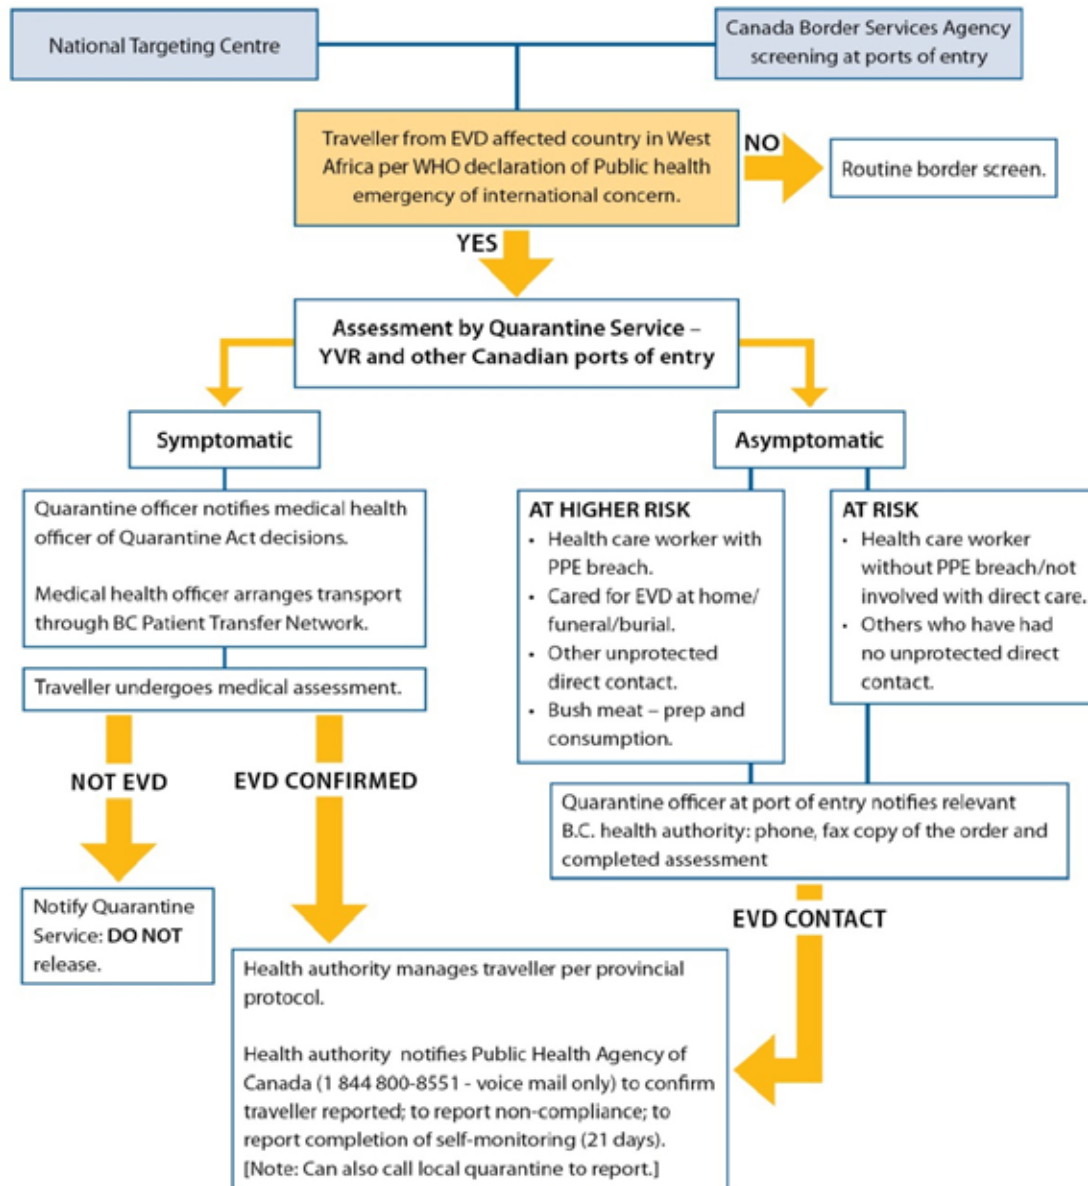 National Targeting Centre
Canada Border Services Agency
screening at ports of entry
Traveller from EVD affected country in West
Africa per WHO declaration of Public health
emergency of international concern.
NO
Routine border screen.
YES
Assessment by Quarantine Service –
YVR and other Canadian ports of entry
Symptomatic
Asymptomatic
Quarantine officer notifies medical health
officer of Quarantine Act decisions.
Medical health officer arranges transport
through BC Patient Transfer Network.
Traveller undergoes medical assessment.
AT HIGHER RISK
• Health care worker with
PPE breach.
• Cared for EVD at home/
funeral/burial.
• Other unprotected
direct contact.
• Bush meat – prep and
consumption.
AT RISK
• Health care worker
without PPE breach/not
involved with direct care.
• Others who have had
no unprotected direct
contact.
NOT EVD
EVD CONFIRMED
Quarantine officer at port of entry notifies relevant
B.C. health authority: phone, fax copy of the order and
completed assessment
EVD CONTACT
Notify Quarantine
Service: DO NOT
release.
Health authority manages traveller per provincial
protocol.
Health authority notifies Public Health Agency of
Canada (1 844 800-8551 - voice mail only) to confirm
traveller reported; to report non-compliance; to
report completion of self-monitoring (21 days).
[Note: Can also call local quarantine to report.]